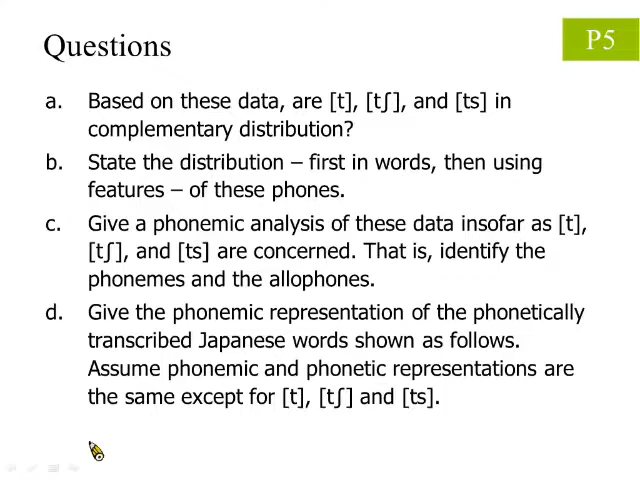 Questions
P5
a. Based on these data, are [t], [tʃ], and [ts] in
complementary distribution?
b. State the distribution – first in words, then using
features – of these phones.
c. Give a phonemic analysis of these data insofar as [t],
[tʃ], and [ts] are concerned. That is, identify the
phonemes and the allophones.
d. Give the phonemic representation of the phonetically
transcribed Japanese words shown as follows.
Assume phonemic and phonetic representations are
the same except for [t], [tʃ] and [ts].